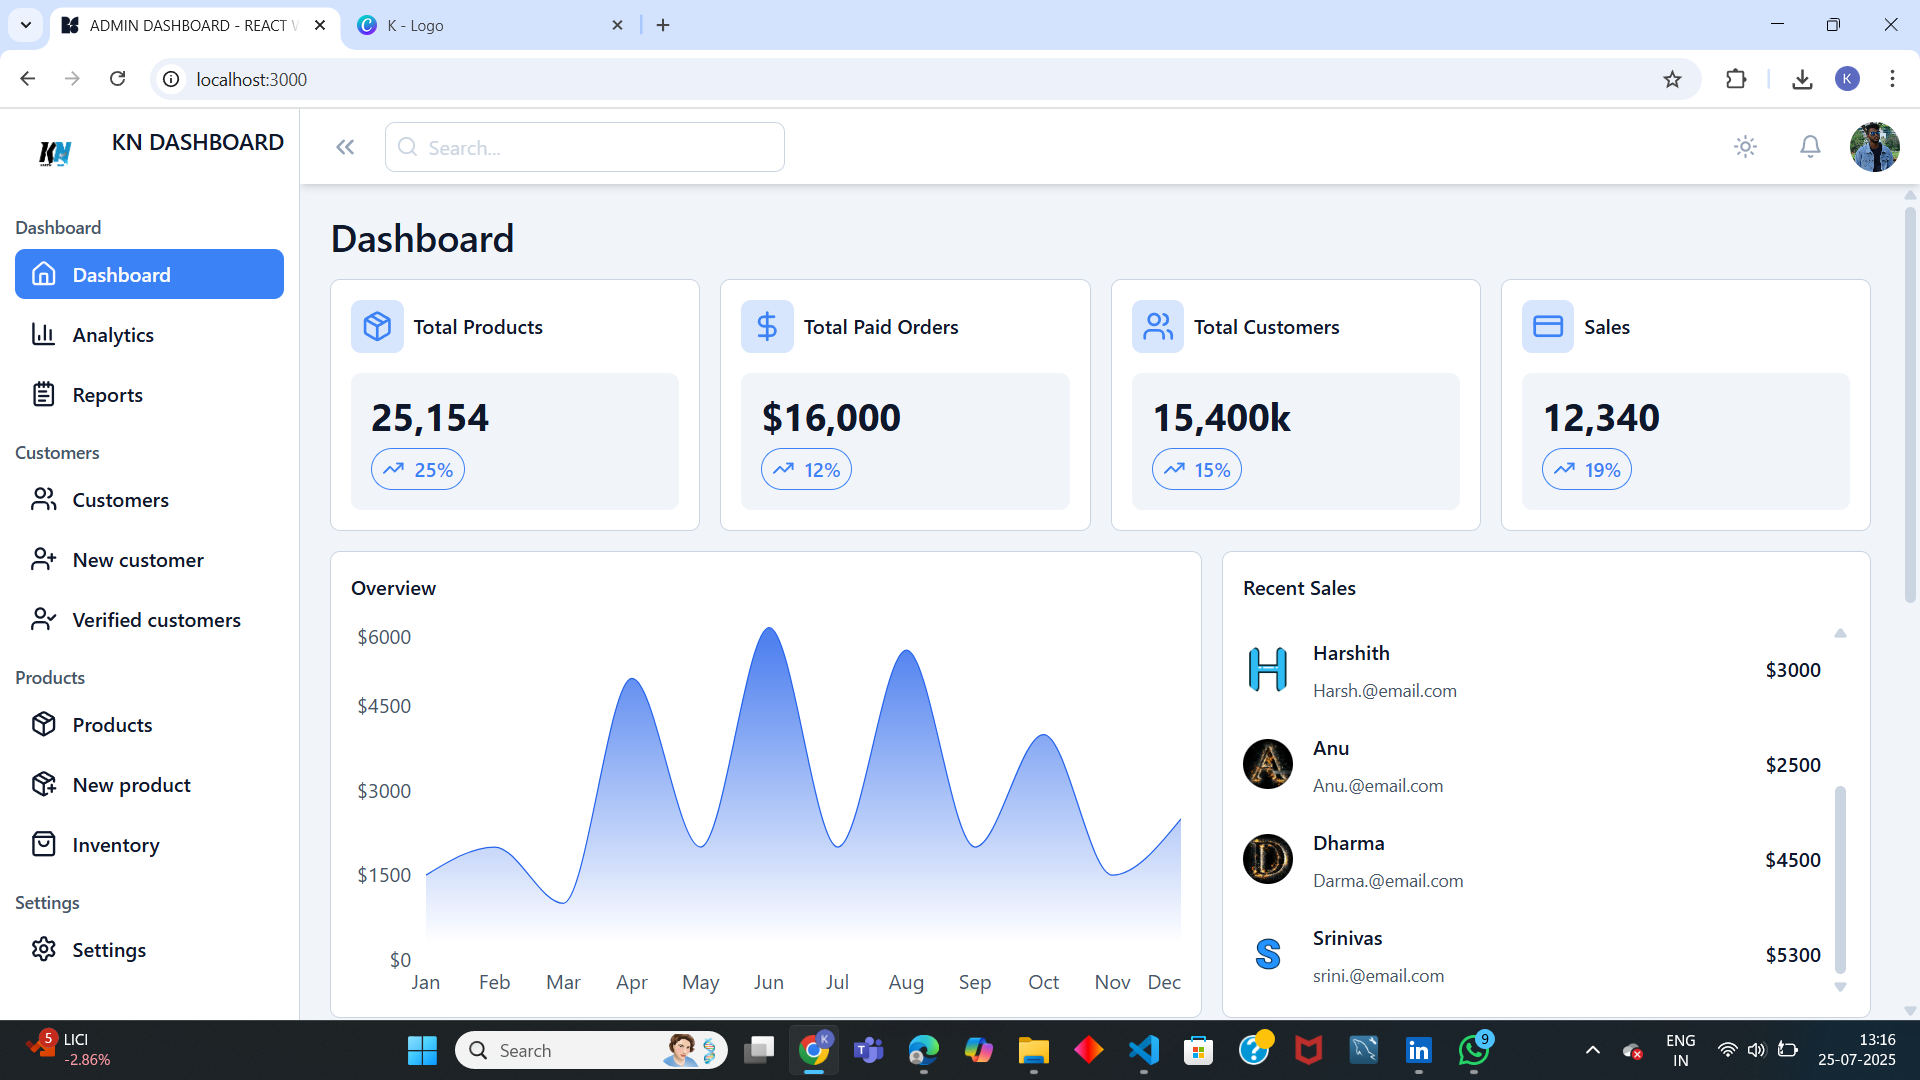 ADMIN DASHBOARD - REACT
K - Logo
localhost:3000
K
KN
KN DASHBOARD
Search...
Dashboard
Dashboard
Analytics
Reports
Customers
Customers
New customer
Verified customers
Products
Products
New product
Inventory
Settings
Settings
Dashboard
Total Products
25,154
25%
Total Paid Orders
$16,000
12%
Total Customers
15,400k
15%
Sales
12,340
19%
Overview
$6000
$4500
$3000
$1500
$0
Jan Feb Mar Apr May Jun Jul Aug Sep Oct Nov Dec
Recent Sales
H
Harshith
Harsh.@email.com
$3000
A
Anu
Anu.@email.com
$2500
D
Dharma
Darma.@email.com
$4500
S
Srinivas
srini.@email.com
$5300
5
LICI
-2.86%
Search
K
T
in
9
ENG
IN
13:16
25-07-2025